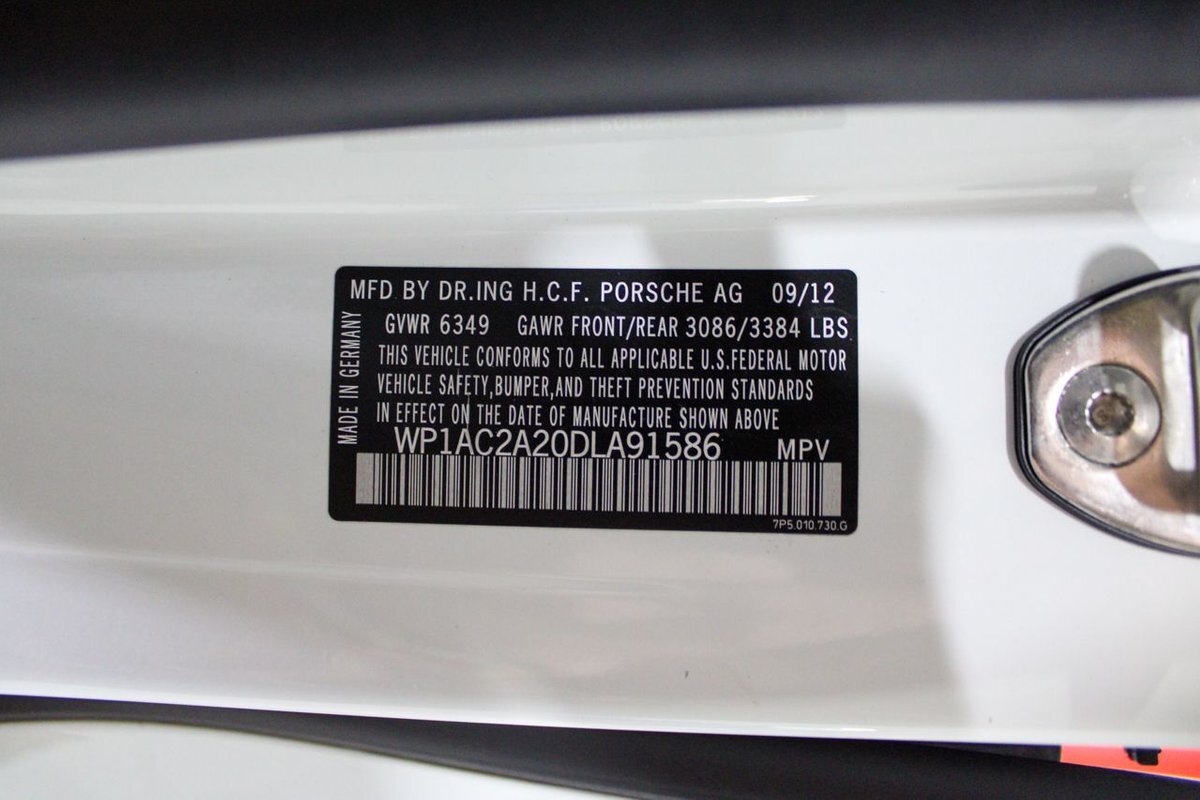 MFD BY DR.ING H.C.F. PORSCHE AG 09/12
GVWR 6349 GAWR FRONT/REAR 3086/3384 LBS
THIS VEHICLE CONFORMS TO ALL APPLICABLE U.S.FEDERAL MOTOR
VEHICLE SAFETY,BUMPER,AND THEFT PREVENTION STANDARDS
IN EFFECT ON THE DATE OF MANUFACTURE SHOWN ABOVE
MADE IN GERMANY
WP1AC2A20DLA91586 MPV
7P5.010.730.G